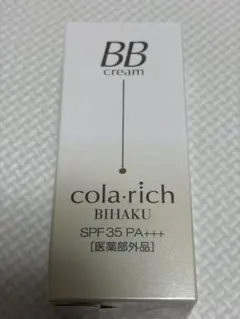 BB
cream
cola·rich
BIHAKU
SPF35 PA+++
[医薬部外品]